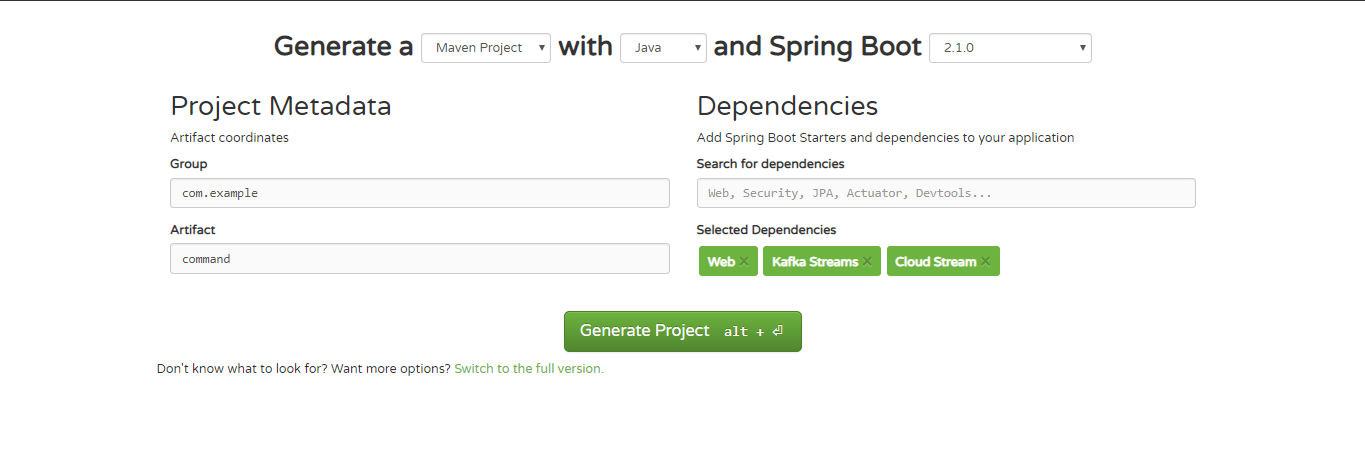 Generate a Maven Project with Java and Spring Boot 2.1.0
Project Metadata
Artifact coordinates
Group
com.example
Artifact
command
Dependencies
Add Spring Boot Starters and dependencies to your application
Search for dependencies
Web, Security, JPA, Actuator, Devtools...
Selected Dependencies
Web × Kafka Streams × Cloud Stream ×
Generate Project alt + ⏎
Don't know what to look for? Want more options? Switch to the full version.